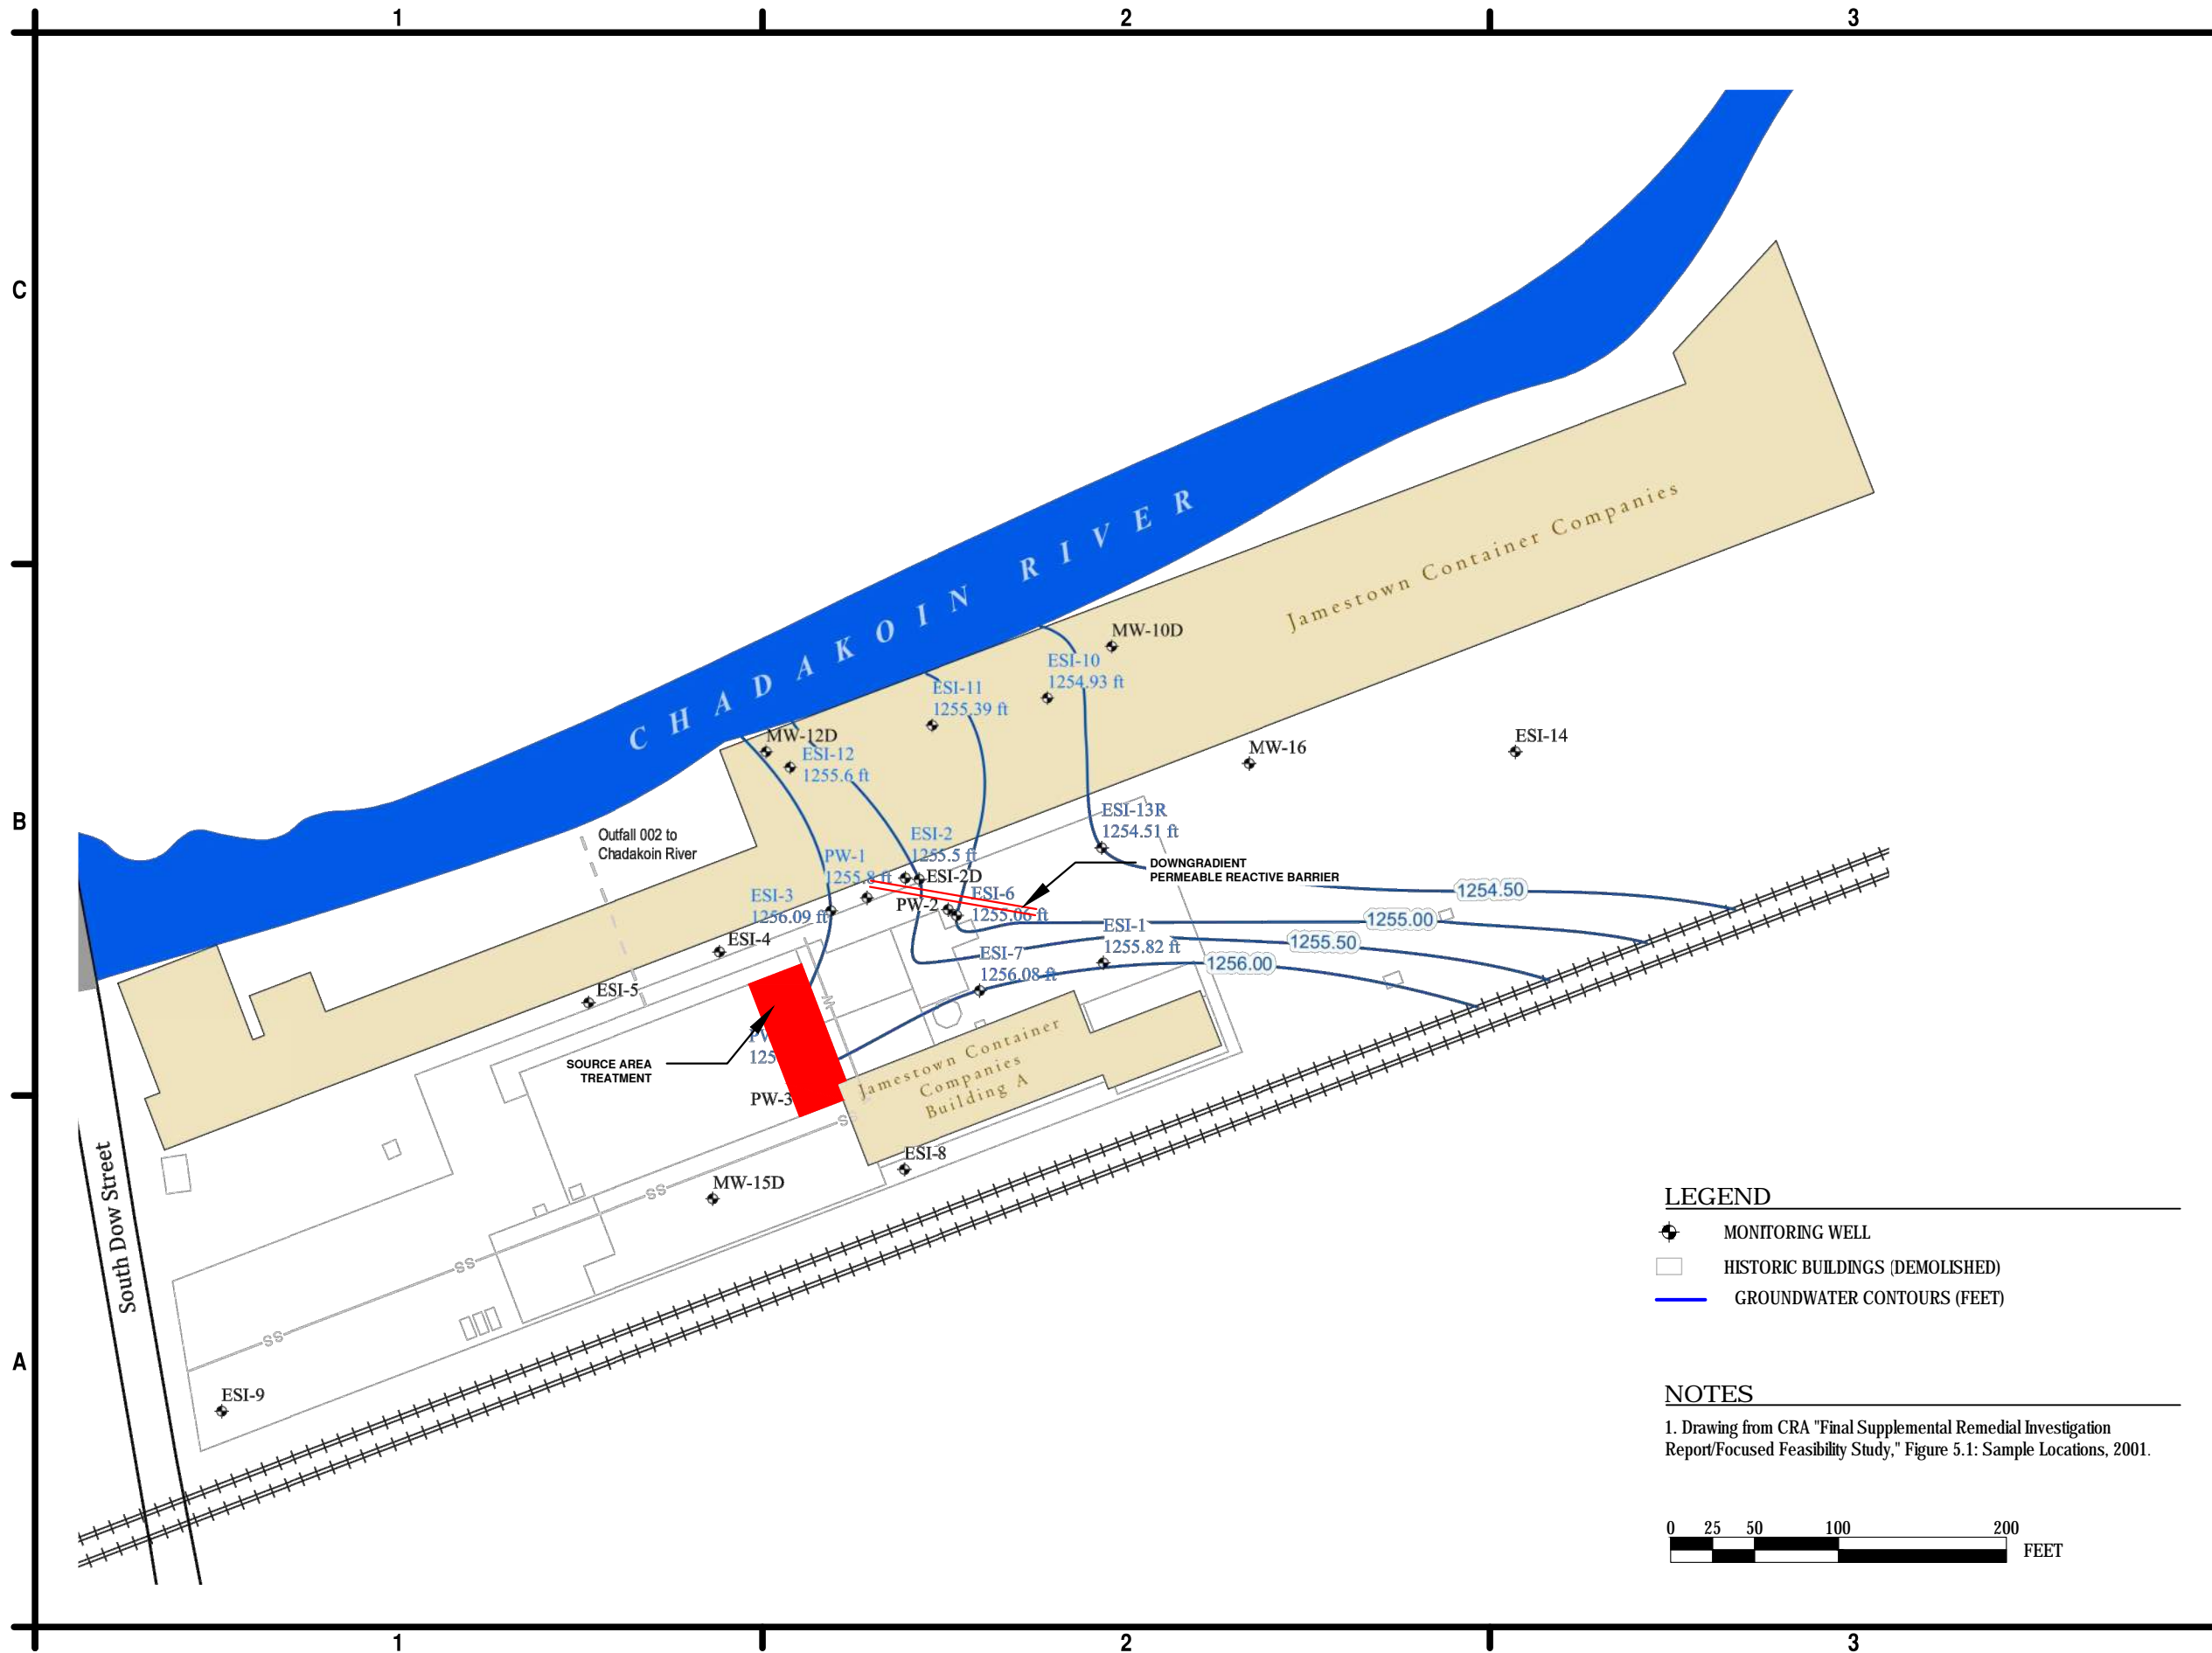 1
2
3
C
CHADAKOIN RIVER
Jamestown Container Companies
MW-10D
ESI-10
1254.93 ft
ESI-11
1255.39 ft
MW-12D
ESI-12
1255.6 ft
MW-16
ESI-14
B
Outfall 002 to
Chadakoin River
ESI-13R
1254.51 ft
ESI-2
1255.5 ft
PW-1
1255.8 ft
ESI-2D
DOWNGRADIENT
PERMEABLE REACTIVE BARRIER
ESI-3
1256.09 ft
PW-2
ESI-6
1255.06 ft
1254.50
1255.00
ESI-1
1255.82 ft
1255.50
ESI-4
ESI-7
1256.08 ft
1256.00
ESI-5
W
PW
125
SOURCE AREA
TREATMENT
PW-3
Jamestown Container
Companies
Building A
SS
ESI-8
MW-15D
SS
SS
SS
South Dow Street
A
ESI-9
LEGEND
MONITORING WELL
HISTORIC BUILDINGS (DEMOLISHED)
GROUNDWATER CONTOURS (FEET)
NOTES
1. Drawing from CRA "Final Supplemental Remedial Investigation
Report/Focused Feasibility Study," Figure 5.1: Sample Locations, 2001.
0 25 50 100 200
FEET
1
2
3